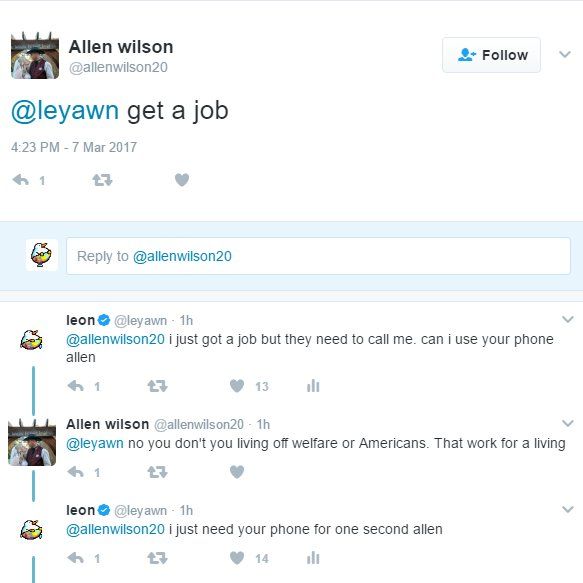 Allen wilson
@allenwilson20
Follow
@leyawn get a job
4:23 PM - 7 Mar 2017
1
Reply to @allenwilson20
leon @leyawn · 1h
@allenwilson20 i just got a job but they need to call me. can i use your phone
allen
1 13
Allen wilson @allenwilson20 · 1h
@leyawn no you don't you living off welfare or Americans. That work for a living
1
leon @leyawn · 1h
@allenwilson20 i just need your phone for one second allen
1 14